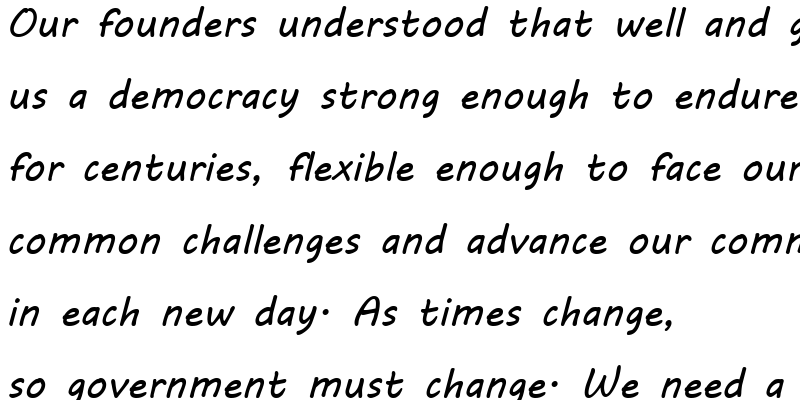 Our founders understood that well and
us a democracy strong enough to endure
for centuries, flexible enough to face our
common challenges and advance our
in each new day. As times change,
so government must change. We need a